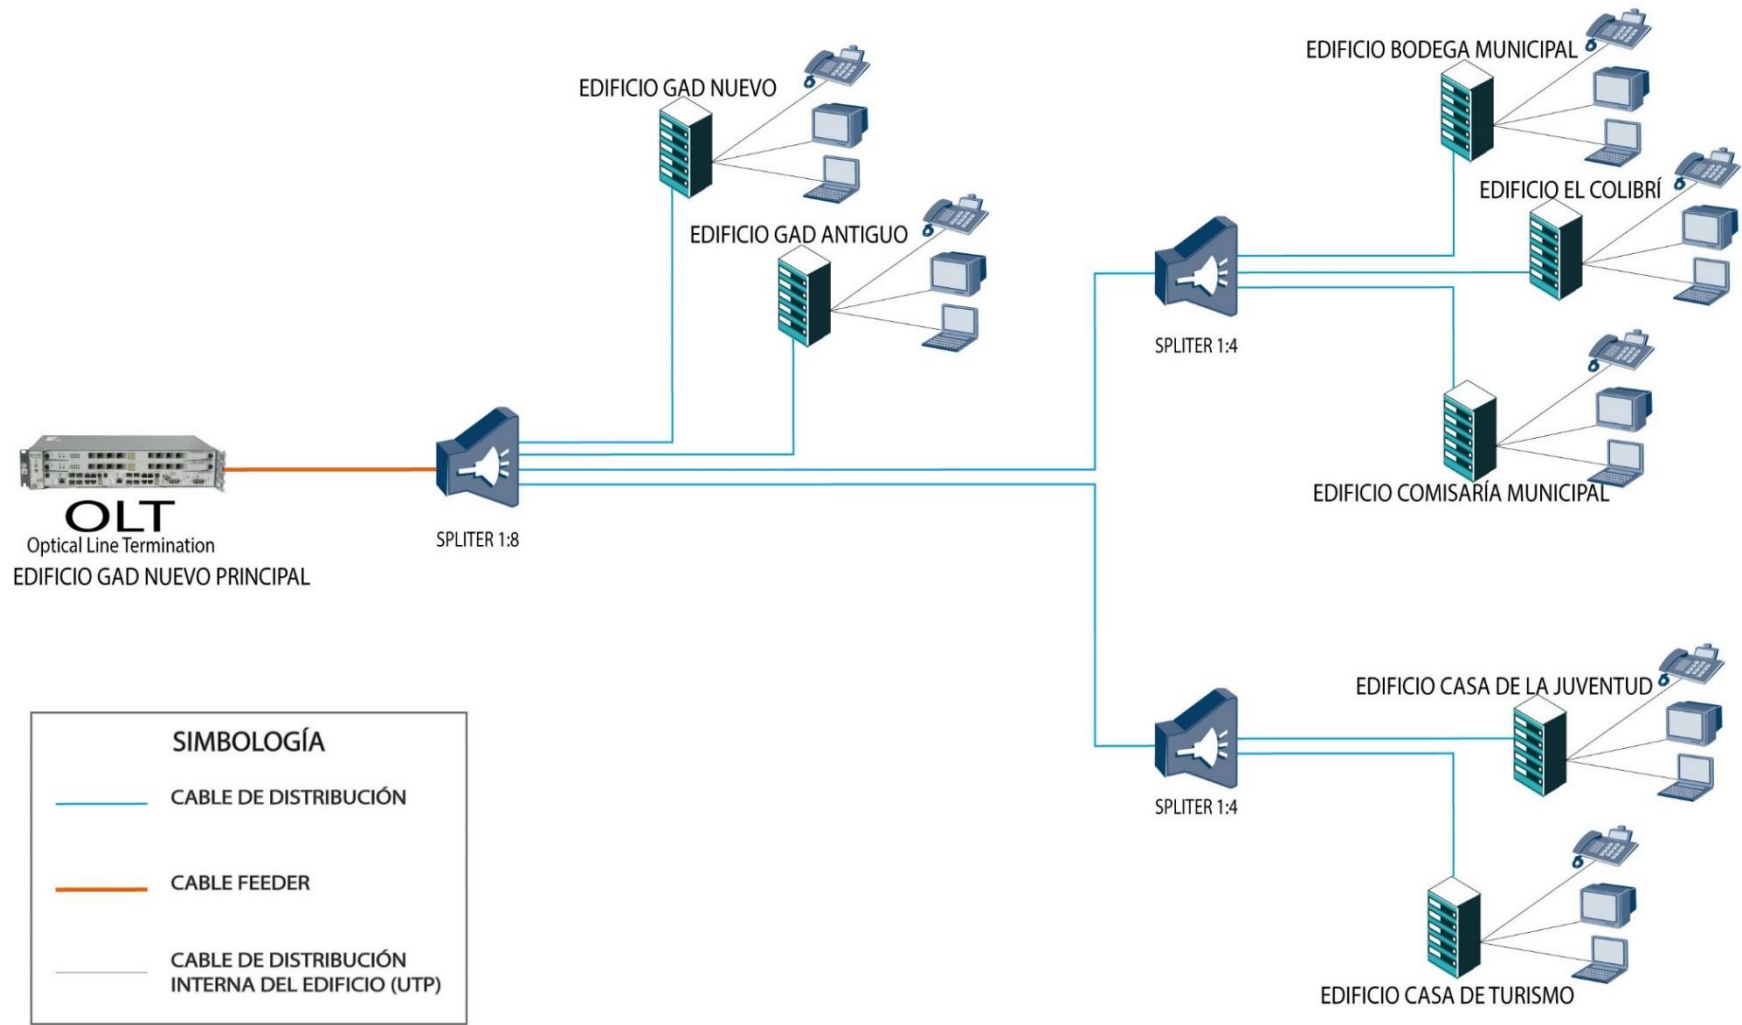 EDIFICIO BODEGA MUNICIPAL
EDIFICIO GAD NUEVO
EDIFICIO EL COLIBRÍ
EDIFICIO GAD ANTIGUO
SPLITER 1:4
EDIFICIO COMISARÍA MUNICIPAL
OLT
Optical Line Termination
EDIFICIO GAD NUEVO PRINCIPAL
SPLITER 1:8
EDIFICIO CASA DE LA JUVENTUD
SPLITER 1:4
EDIFICIO CASA DE TURISMO
SIMBOLOGÍA
CABLE DE DISTRIBUCIÓN
CABLE FEEDER
CABLE DE DISTRIBUCIÓN
INTERNA DEL EDIFICIO (UTP)